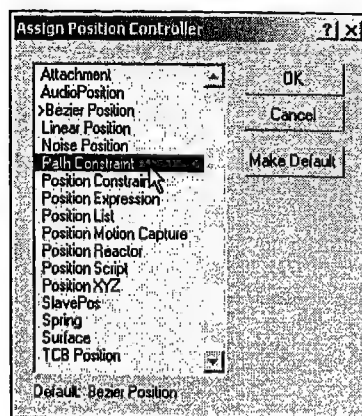 Assign Position Controller ? ×
Attachment
AudioPosition
>Bezier Position
Linear Position
Noise Position
Path Constraint
Position Constraint
Position Expression
Position List
Position Motion Capture
Position Reactor
Position Script
Position XYZ
SlavePos
Spring
Surface
TCB Position
OK
Cancel
Make Default
Default: Bezier Position